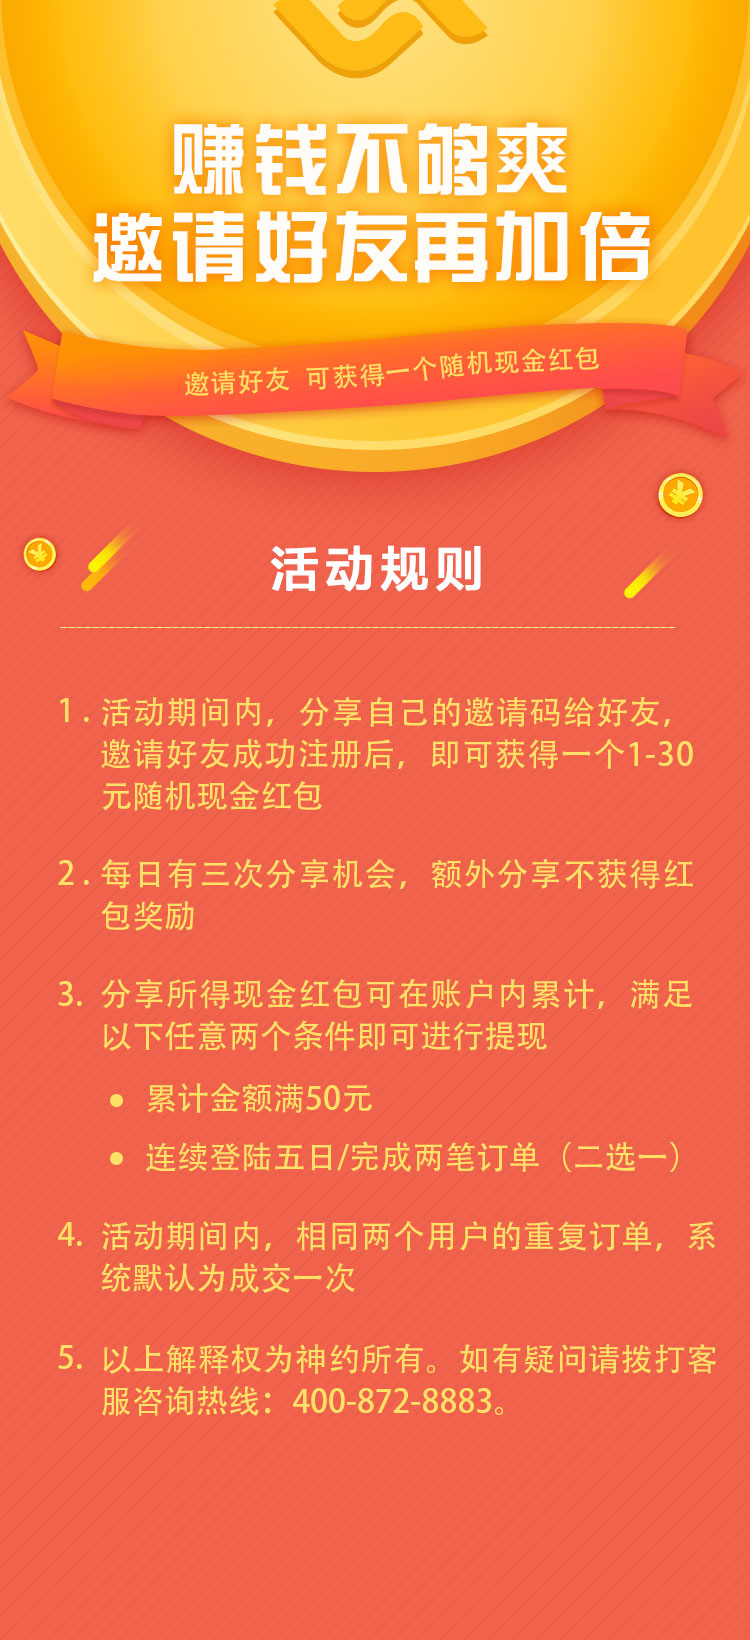 赚钱不够爽
邀请好友再加倍
邀请好友 可获得一个随机现金红包
活动规则
1. 活动期间内，分享自己的邀请码给好友，
邀请好友成功注册后，即可获得一个1-30
元随机现金红包
2. 每日有三次分享机会，额外分享不获得红
包奖励
3. 分享所得现金红包可在账户内累计，满足
以下任意两个条件即可进行提现
● 累计金额满50元
● 连续登陆五日/完成两笔订单（二选一）
4. 活动期间内，相同两个用户的重复订单，系
统默认为成交一次
5. 以上解释权为神约所有。如有疑问请拨打客
服咨询热线：400-872-8883。